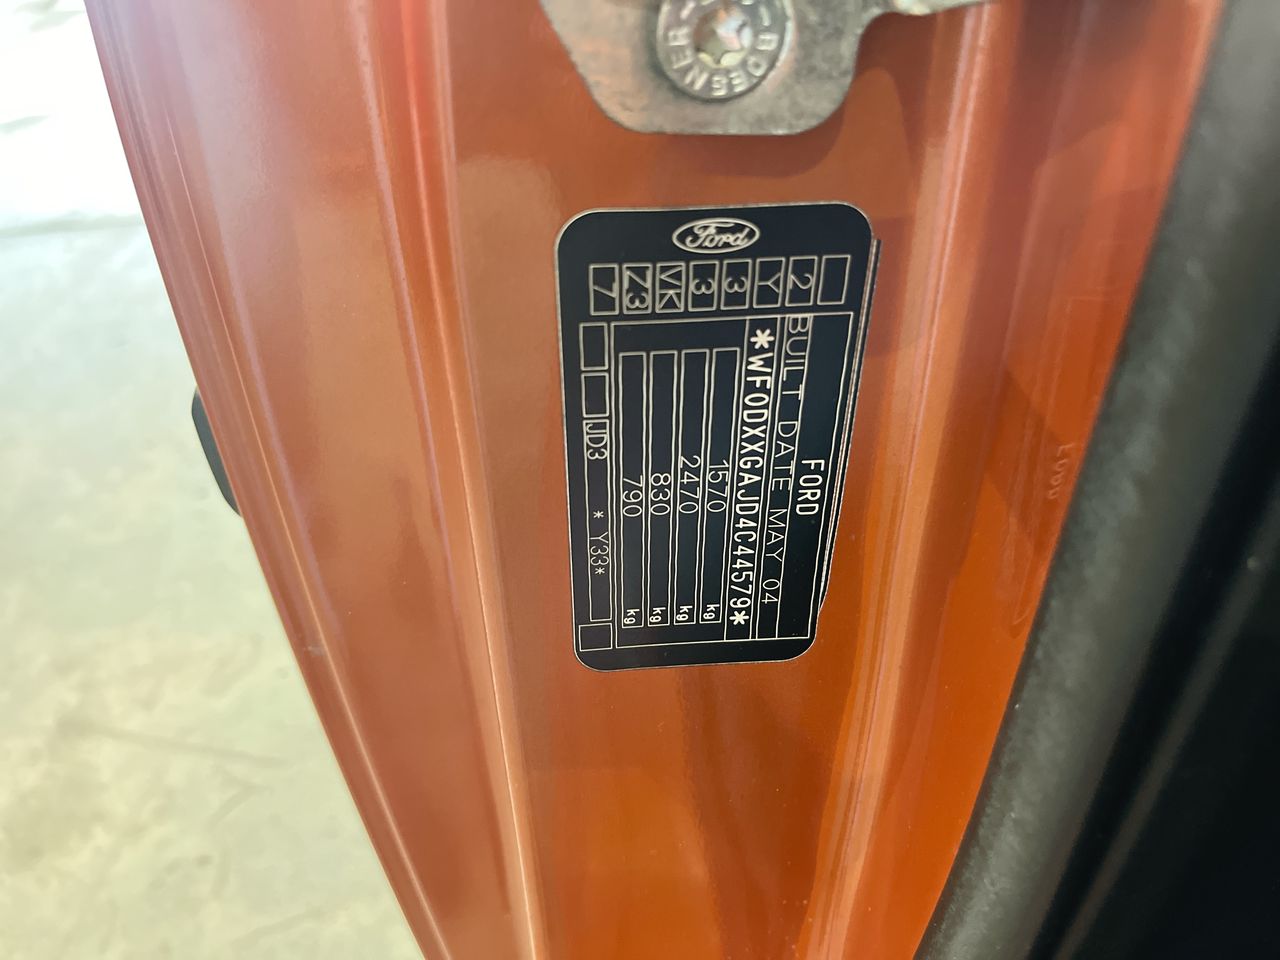 BOESNER
Ford
2
Y
3
3
VK
Z3
7
FORD
BUILT DATE MAY 04
*WF0DXXGAJD4C44579*
1570 kg
2470 kg
830 kg
790 kg
JD3 * Y33*